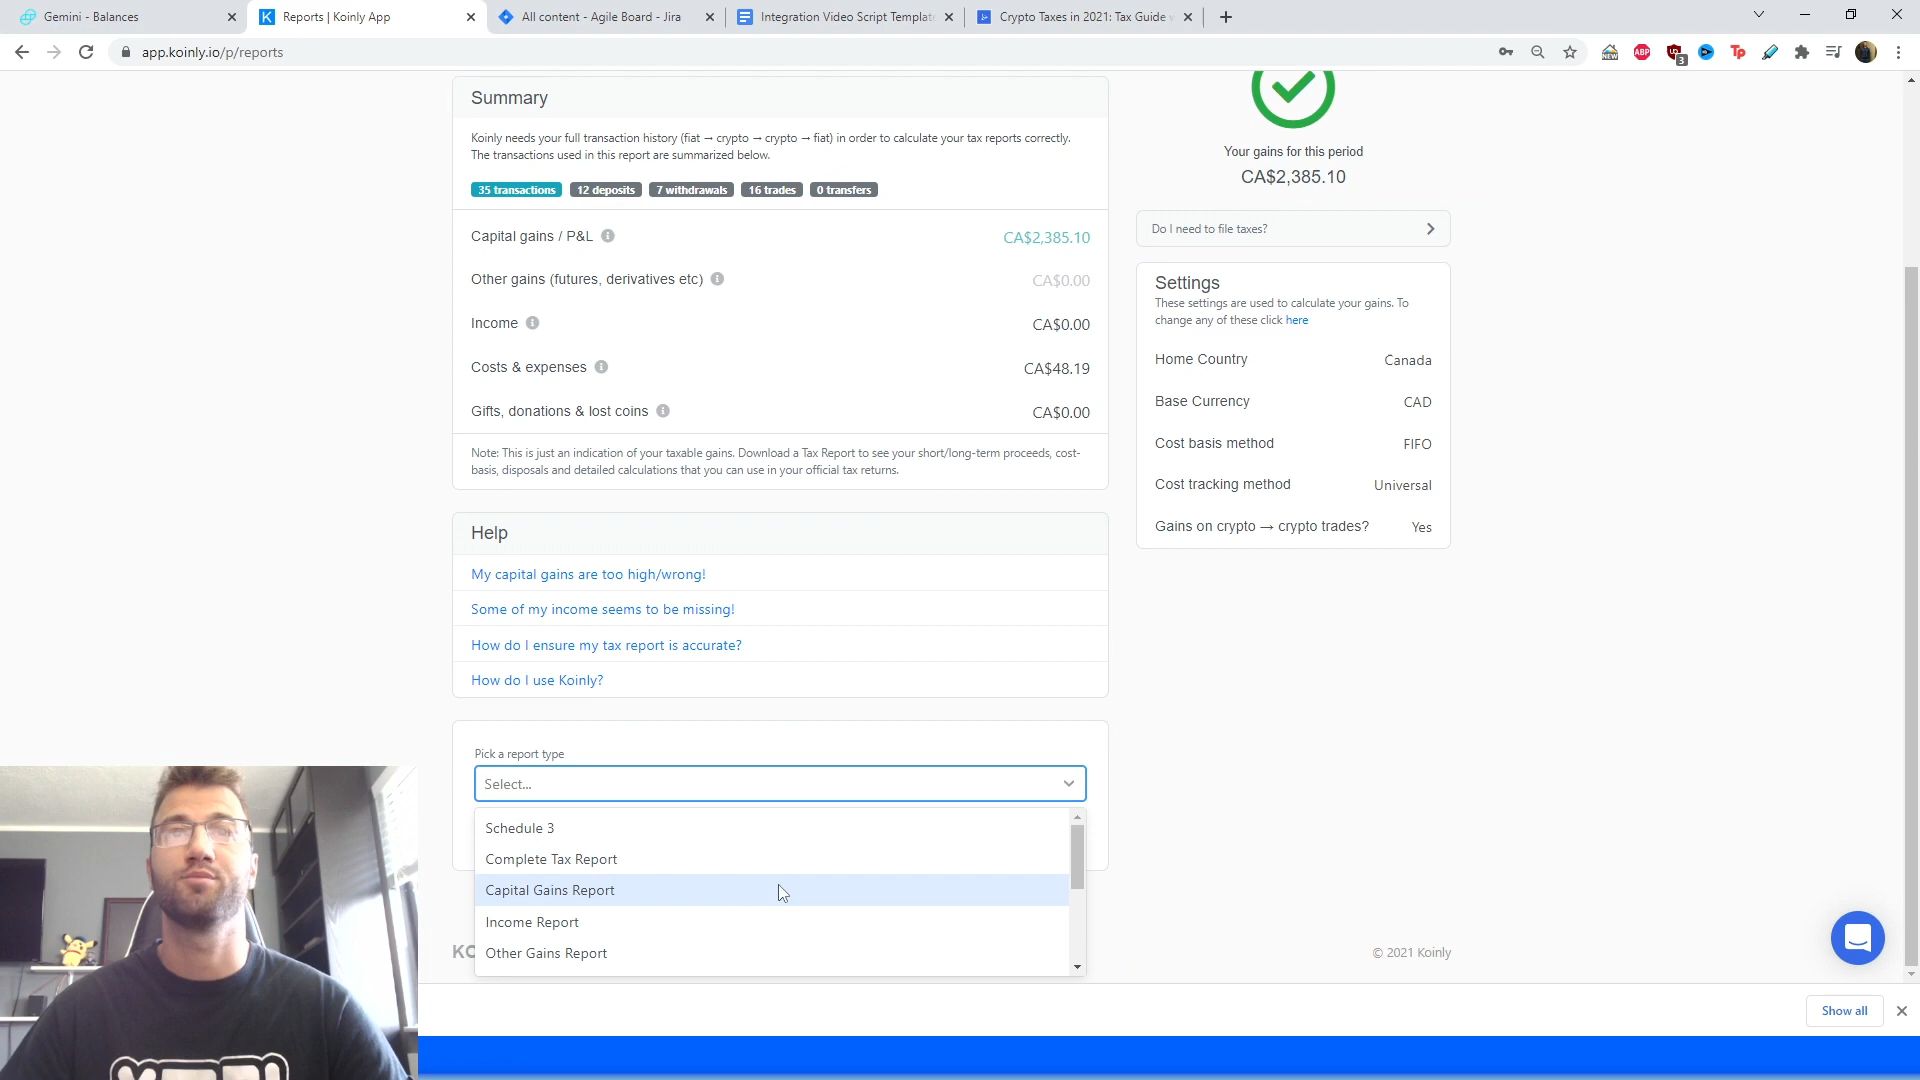 Gemini - Balances
Reports | Koinly App
All content - Agile Board - Jira
Integration Video Script Template
Crypto Taxes in 2021: Tax Guide
app.koinly.io/p/reports
NEW
ABP
3
Tp
Summary
Koinly needs your full transaction history (fiat → crypto → crypto → fiat) in order to calculate your tax reports correctly.
The transactions used in this report are summarized below.
35 transactions 12 deposits 7 withdrawals 16 trades 0 transfers
Capital gains / P&L CA$2,385.10
Other gains (futures, derivatives etc) CA$0.00
Income CA$0.00
Costs & expenses CA$48.19
Gifts, donations & lost coins CA$0.00
Note: This is just an indication of your taxable gains. Download a Tax Report to see your short/long-term proceeds, cost-
basis, disposals and detailed calculations that you can use in your official tax returns.
Help
My capital gains are too high/wrong!
Some of my income seems to be missing!
How do I ensure my tax report is accurate?
How do I use Koinly?
Pick a report type
Select...
Schedule 3
Complete Tax Report
Capital Gains Report
Income Report
Other Gains Report
Your gains for this period
CA$2,385.10
Do I need to file taxes?
Settings
These settings are used to calculate your gains. To
change any of these click here
Home Country Canada
Base Currency CAD
Cost basis method FIFO
Cost tracking method Universal
Gains on crypto → crypto trades? Yes
© 2021 Koinly
Show all